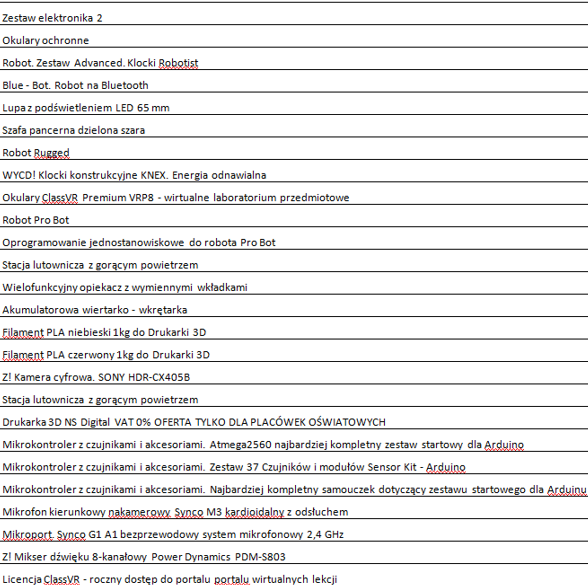 Zestaw elektronika 2
Okulary ochronne
Robot. Zestaw Advanced. Klocki Robotist
Blue - Bot. Robot na Bluetooth
Lupa z podświetleniem LED 65 mm
Szafa pancerna dzielona szara
Robot Rugged
WYCD! Klocki konstrukcyjne KNEX. Energia odnawialna
Okulary ClassVR Premium VRP8 - wirtualne laboratorium przedmiotowe
Robot Pro Bot
Oprogramowanie jednostanowiskowe do robota Pro Bot
Stacja lutownicza z gorącym powietrzem
Wielofunkcyjny opiekacz z wymiennymi wkładkami
Akumulatorowa wiertarko - wkrętarka
Filament PLA niebieski 1kg do Drukarki 3D
Filament PLA czerwony 1kg do Drukarki 3D
Z! Kamera cyfrowa. SONY HDR-CX405B
Stacja lutownicza z gorącym powietrzem
Drukarka 3D NS Digital VAT 0% OFERTA TYLKO DLA PLACÓWEK OŚWIATOWYCH
Mikrokontroler z czujnikami i akcesoriami. Atmega2560 najbardziej kompletny zestaw startowy dla Arduino
Mikrokontroler z czujnikami i akcesoriami. Zestaw 37 Czujników i modułów Sensor Kit - Arduino
Mikrokontroler z czujnikami i akcesoriami. Najbardziej kompletny samouczek dotyczący zestawu startowego dla Arduinu
Mikrofon kierunkowy nakamerowy Synco M3 kardioidalny z odsłuchem
Mikroport. Synco G1 A1 bezprzewodowy system mikrofonowy 2,4 GHz
Z! Mikser dźwięku 8-kanałowy Power Dynamics PDM-S803
Licencja ClassVR - roczny dostęp do portalu portalu wirtualnych lekcji